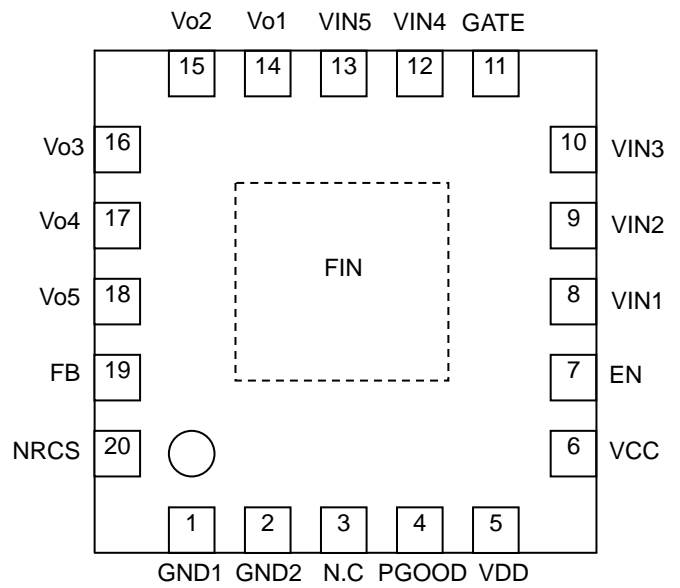 Vo2 Vo1 VIN5 VIN4 GATE
15 14 13 12 11
Vo3 16 10 VIN3
Vo4 17 9 VIN2
FIN
Vo5 18 8 VIN1
FB 19 7 EN
NRCS 20 6 VCC
1 2 3 4 5
GND1 GND2 N.C PGOOD VDD